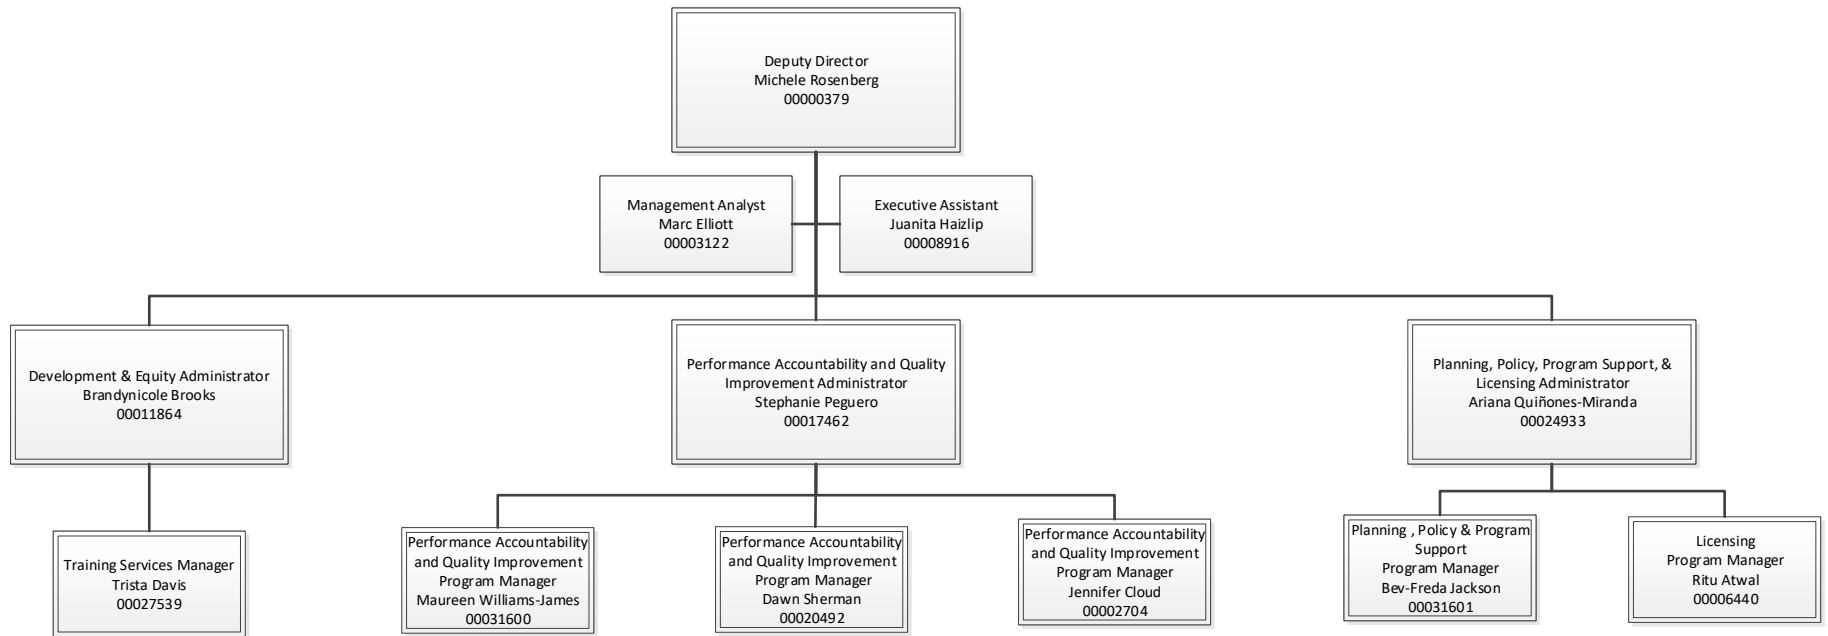 Deputy Director
Michele Rosenberg
00000379
Management Analyst
Marc Elliott
00003122
Executive Assistant
Juanita Haizlip
00008916
Development & Equity Administrator
Brandynicole Brooks
00011864
Performance Accountability and Quality
Improvement Administrator
Stephanie Peguero
00017462
Planning, Policy, Program Support, &
Licensing Administrator
Ariana Quiñones-Miranda
00024933
Training Services Manager
Trista Davis
00027539
Performance Accountability
and Quality Improvement
Program Manager
Maureen Williams-James
00031600
Performance Accountability
and Quality Improvement
Program Manager
Dawn Sherman
00020492
Performance Accountability
and Quality Improvement
Program Manager
Jennifer Cloud
00002704
Planning , Policy & Program
Support
Program Manager
Bev-Freda Jackson
00031601
Licensing
Program Manager
Ritu Atwal
00006440